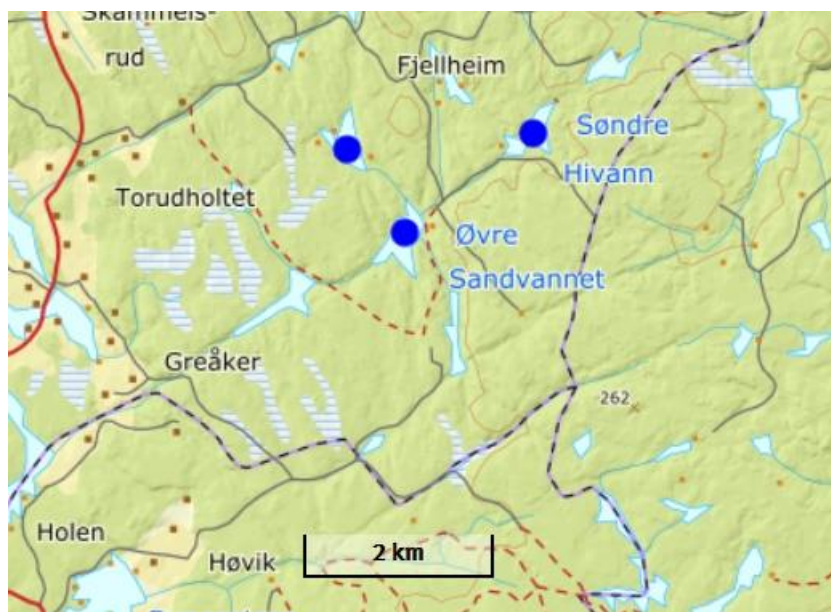 Skammels-
rud
Fjellheim
Søndre
Hivann
Torudholtet
Øvre
Sandvannet
Greåker
262
Holen
2 km
Høvik